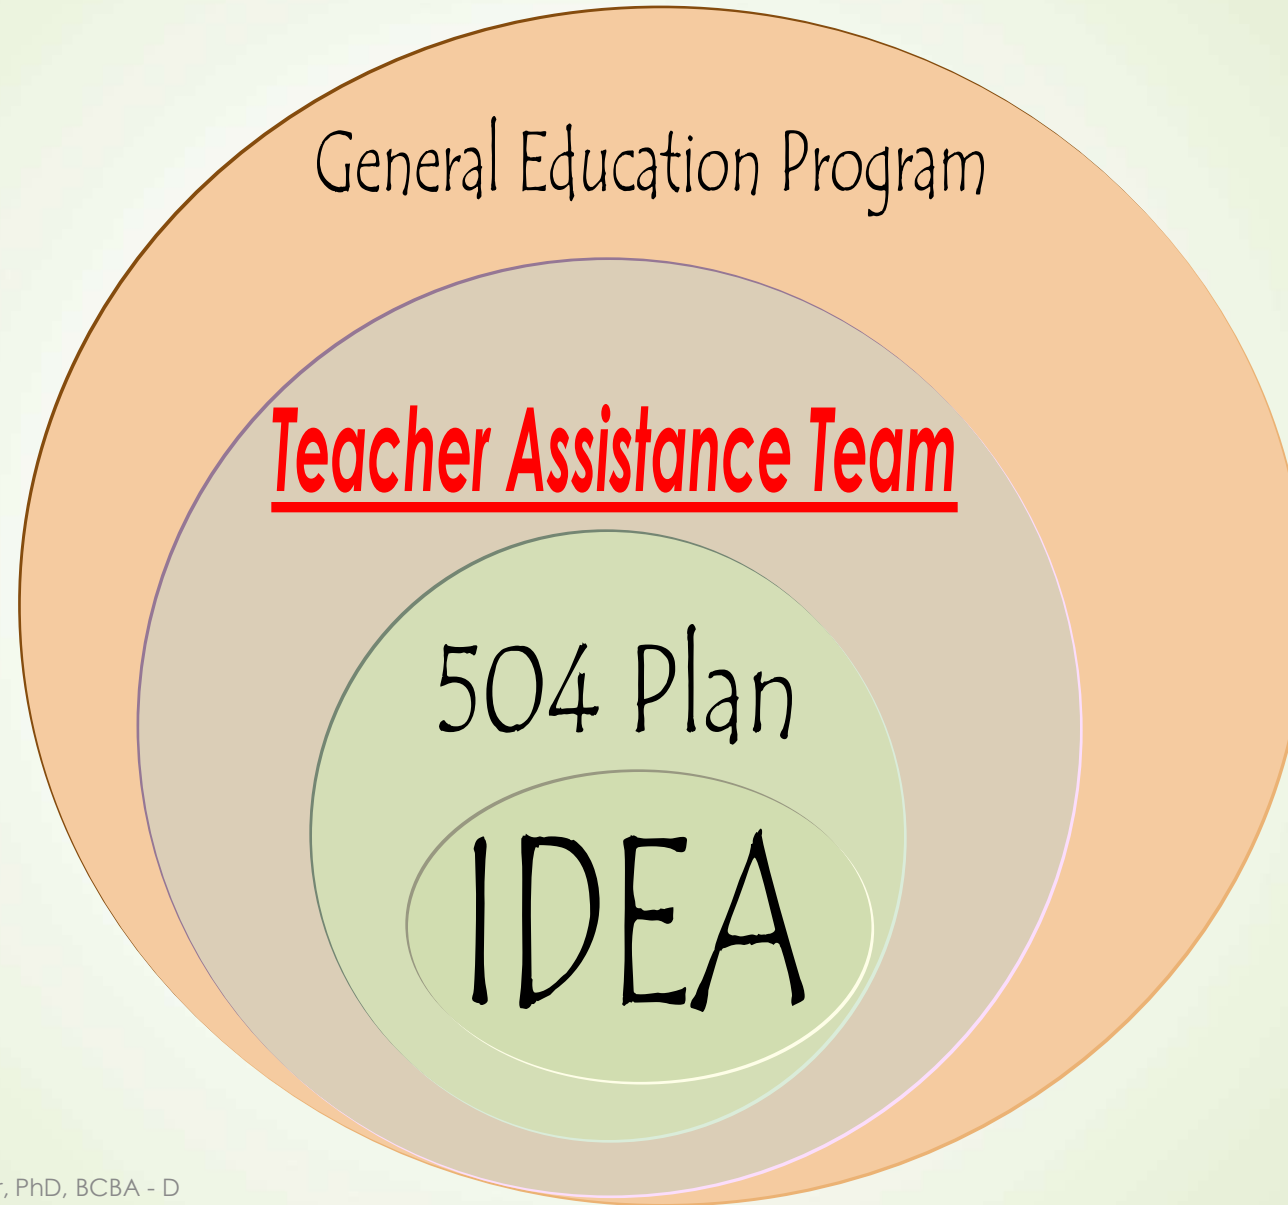 General Education Program
Teacher Assistance Team
504 Plan
IDEA
, PhD, BCBA - D